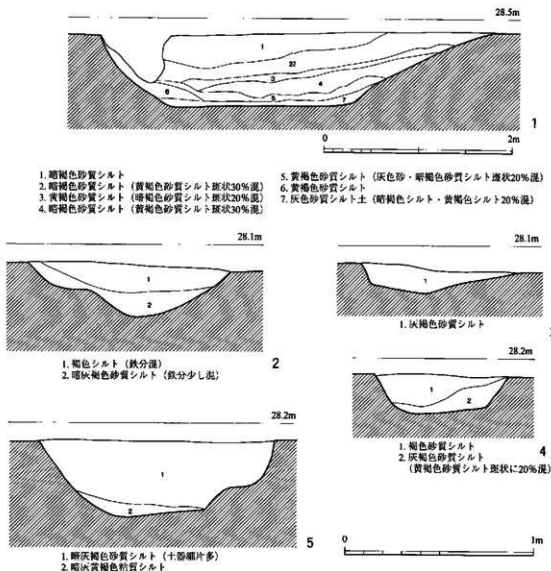 28.5m
1
2?
3
4
5
6
7
1
0
2m
1. 暗褐色砂質シルト
2. 暗褐色砂質シルト（黄褐色砂質シルト斑状30%混）
3. 黄褐色砂質シルト（暗褐色砂質シルト斑状20%混）
4. 暗褐色砂質シルト（黄褐色砂質シルト斑状30%混）
5. 黄褐色砂質シルト（灰色砂・暗褐色砂質シルト斑状20%混）
6. 黄褐色砂質シルト
7. 灰色砂質シルト土（暗褐色シルト・黄褐色シルト20%混）
28.1m
1
2
2
1. 褐色シルト（鉄分混）
2. 暗灰褐色砂質シルト（鉄分少し混）
28.1m
1
1. 灰褐色砂質シルト
28.2m
1
2
4
1. 褐色砂質シルト
2. 灰褐色砂質シルト
（黄褐色砂質シルト斑状に20%混）
28.2m
1
2
5
1. 暗灰褐色砂質シルト（土器細片多）
2. 暗灰黄褐色粘質シルト
0
1m